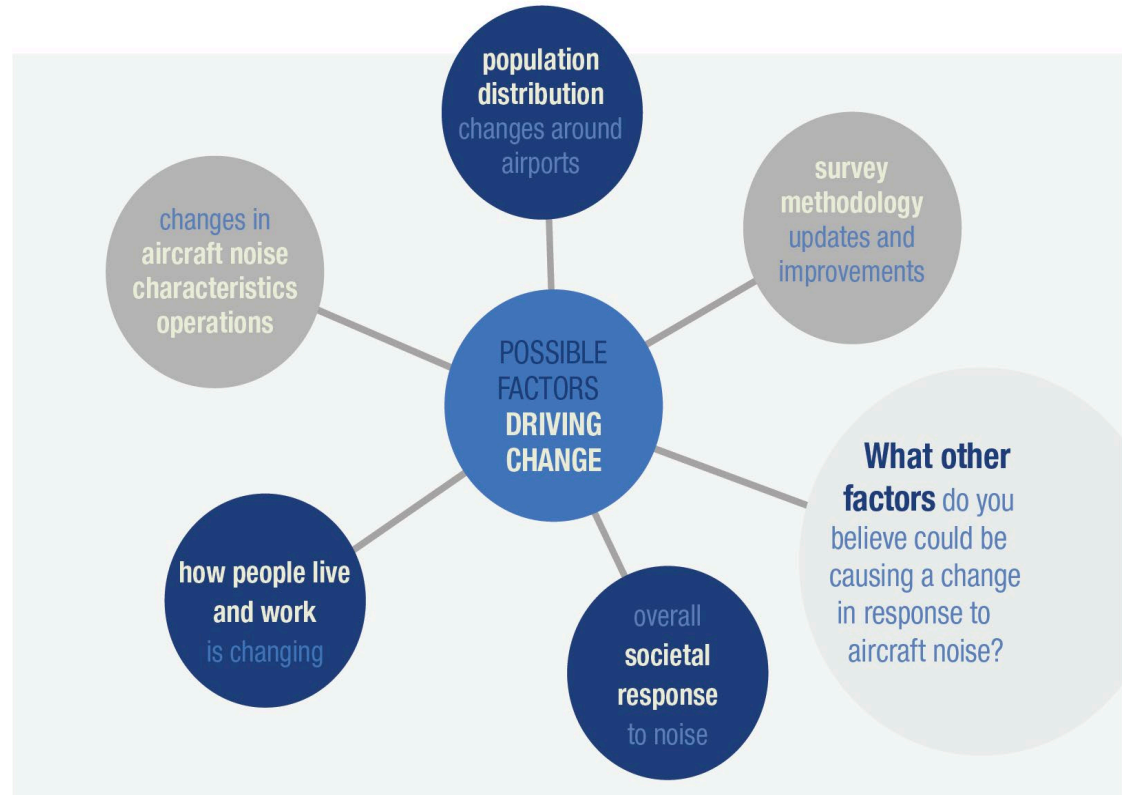 population
distribution
changes around
airports
survey
methodology
updates and
improvements
changes in
aircraft noise
characteristics
operations
POSSIBLE
FACTORS
DRIVING
CHANGE
What other
factors do you
believe could be
causing a change
in response to
aircraft noise?
how people live
and work
is changing
overall
societal
response
to noise